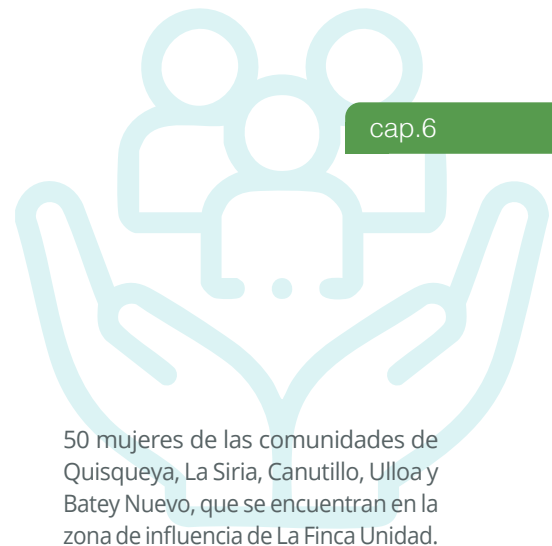 cap.6
50 mujeres de las comunidades de
Quisqueya, La Siria, Canutillo, Ulloa y
Batey Nuevo, que se encuentran en la
zona de influencia de La Finca Unidad.